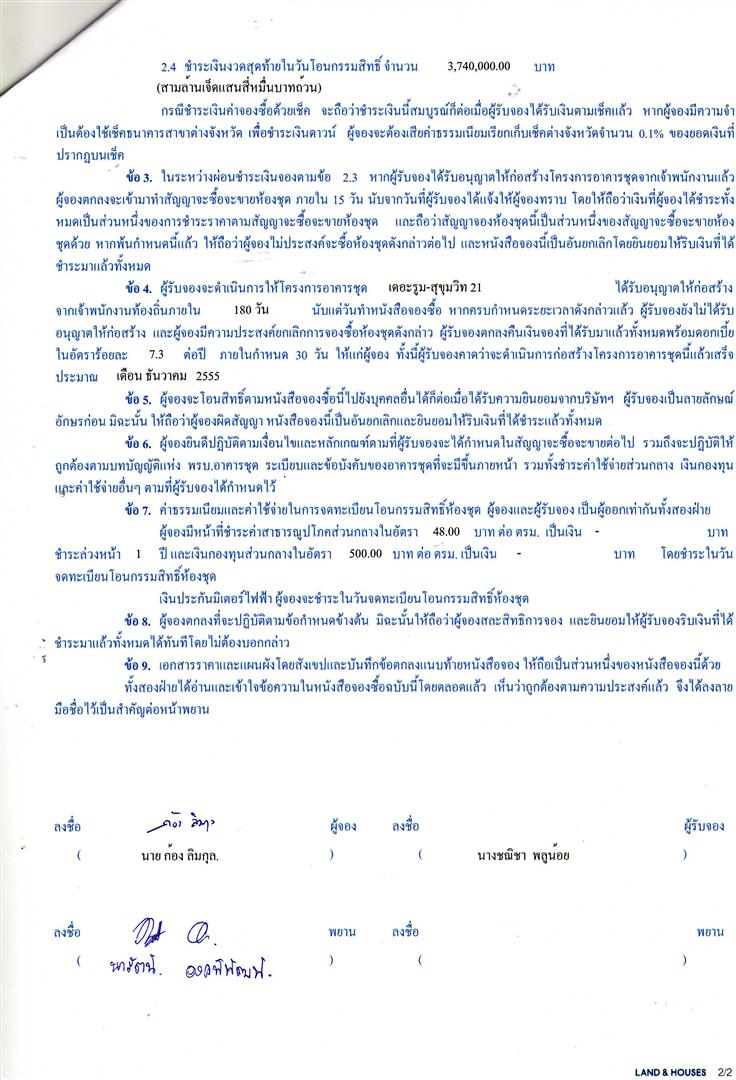 2.4 ชำระเงินงวดสุดท้ายในวันโอนกรรมสิทธิ์ จำนวน 3,740,000.00 บาท
(สามล้านเจ็ดแสนสี่หมื่นบาทถ้วน)
กรณีชำระเงินค่าจองซื้อด้วยเช็ค จะถือว่าชำระเงินนี้สมบูรณ์ก็ต่อเมื่อผู้รับจองได้รับเงินตามเช็คแล้ว หากผู้จองมีความจำ
เป็นต้องใช้เช็คธนาคารสาขาต่างจังหวัด เพื่อชำระเงินดาวน์ ผู้จองจะต้องเสียค่าธรรมเนียมเรียกเก็บเช็คต่างจังหวัดจำนวน 0.1% ของยอดเงินที่
ปรากฏบนเช็ค
ข้อ 3. ในระหว่างผ่อนชำระเงินจองตามข้อ 2.3 หากผู้รับจองได้รับอนุญาตให้ก่อสร้างโครงการอาคารชุดจากเจ้าพนักงานแล้ว
ผู้จองตกลงจะเข้ามาทำสัญญาจะซื้อจะขายห้องชุด ภายใน 15 วัน นับจากวันที่ผู้รับจองได้แจ้งให้ผู้จองทราบ โดยให้ถือว่าเงินที่ผู้จองได้ชำระทั้ง
หมดเป็นส่วนหนึ่งของการชำระราคาตามสัญญาจะซื้อจะขายห้องชุด และถือว่าสัญญาจองห้องชุดนี้เป็นส่วนหนึ่งของสัญญาจะซื้อจะขายห้อง
ชุดด้วย หากพ้นกำหนดนี้แล้ว ให้ถือว่าผู้จองไม่ประสงค์จะซื้อห้องชุดดังกล่าวต่อไป และหนังสือจองนี้เป็นอันยกเลิกโดยยินยอมให้ริบเงินที่ได้
ชำระมาแล้วทั้งหมด
ข้อ 4. ผู้รับจองจะดำเนินการให้โครงการอาคารชุด เดอะรูม-สุขุมวิท 21 ได้รับอนุญาตให้ก่อสร้าง
จากเจ้าพนักงานท้องถิ่นภายใน 180 วัน นับแต่วันทำหนังสือจองซื้อ หากครบกำหนดระยะเวลาดังกล่าวแล้ว ผู้รับจองยังไม่ได้รับ
อนุญาตให้ก่อสร้าง และผู้จองมีความประสงค์ยกเลิกการจองซื้อห้องชุดดังกล่าว ผู้รับจองตกลงคืนเงินจองที่ได้รับมาแล้วทั้งหมดพร้อมดอกเบี้ย
ในอัตราร้อยละ 7.3 ต่อปี ภายในกำหนด 30 วัน ให้แก่ผู้จอง ทั้งนี้ผู้รับจองคาดว่าจะดำเนินการก่อสร้างโครงการอาคารชุดนี้แล้วเสร็จ
ประมาณ เดือน ธันวาคม 2555
ข้อ 5. ผู้จองจะโอนสิทธิ์ตามหนังสือจองซื้อนี้ไปยังบุคคลอื่นได้ก็ต่อเมื่อได้รับความยินยอมจากบริษัทฯ ผู้รับจองเป็นลายลักษณ์
อักษรก่อน มิฉะนั้น ให้ถือว่าผู้จองผิดสัญญา หนังสือจองนี้เป็นอันยกเลิกและยินยอมให้ริบเงินที่ได้ชำระแล้วทั้งหมด
ข้อ 6. ผู้จองยินดีปฏิบัติตามเงื่อนไขและหลักเกณฑ์ตามที่ผู้รับจองจะได้กำหนดในสัญญาจะซื้อจะขายต่อไป รวมถึงจะปฏิบัติให้
ถูกต้องตามบทบัญญัติแห่ง พรบ.อาคารชุด ระเบียบและข้อบังคับของอาคารชุดที่จะมีขึ้นภายหน้า รวมทั้งชำระค่าใช้จ่ายส่วนกลาง เงินกองทุน
และค่าใช้จ่ายอื่นๆ ตามที่ผู้รับจองได้กำหนดไว้
ข้อ 7. ค่าธรรมเนียมและค่าใช้จ่ายในการจดทะเบียนโอนกรรมสิทธิ์ห้องชุด ผู้จองและผู้รับจอง เป็นผู้ออกเท่ากันทั้งสองฝ่าย
ผู้จองมีหน้าที่ชำระค่าสาธารณูปโภคส่วนกลางในอัตรา 48.00 บาท ต่อ ตรม. เป็นเงิน - บาท
ชำระล่วงหน้า 1 ปี และเงินกองทุนส่วนกลางในอัตรา 500.00 บาท ต่อ ตรม. เป็นเงิน - บาท โดยชำระในวัน
จดทะเบียนโอนกรรมสิทธิ์ห้องชุด
เงินประกันมิเตอร์ไฟฟ้า ผู้จองจะชำระในวันจดทะเบียนโอนกรรมสิทธิ์ห้องชุด
ข้อ 8. ผู้จองตกลงที่จะปฏิบัติตามข้อกำหนดข้างต้น มิฉะนั้นให้ถือว่าผู้จองสละสิทธิการจอง และยินยอมให้ผู้รับจองริบเงินที่ได้
ชำระมาแล้วทั้งหมดได้ทันทีโดยไม่ต้องบอกกล่าว
ข้อ 9. เอกสารราคาและแผนผังโดยสังเขปและบันทึกข้อตกลงแนบท้ายหนังสือจอง ให้ถือเป็นส่วนหนึ่งของหนังสือจองนี้ด้วย
ทั้งสองฝ่ายได้อ่านและเข้าใจข้อความในหนังสือจองซื้อฉบับนี้โดยตลอดแล้ว เห็นว่าถูกต้องตามความประสงค์แล้ว จึงได้ลงลาย
มือชื่อไว้เป็นสำคัญต่อหน้าพยาน
ลงชื่อ ผู้จอง ลงชื่อ ผู้รับจอง
( นาย ก้อง ลิมกุล. ) ( นางชณิชา พลูน้อย )
ลงชื่อ พยาน ลงชื่อ พยาน
( ) ( )
LAND & HOUSES 2/2